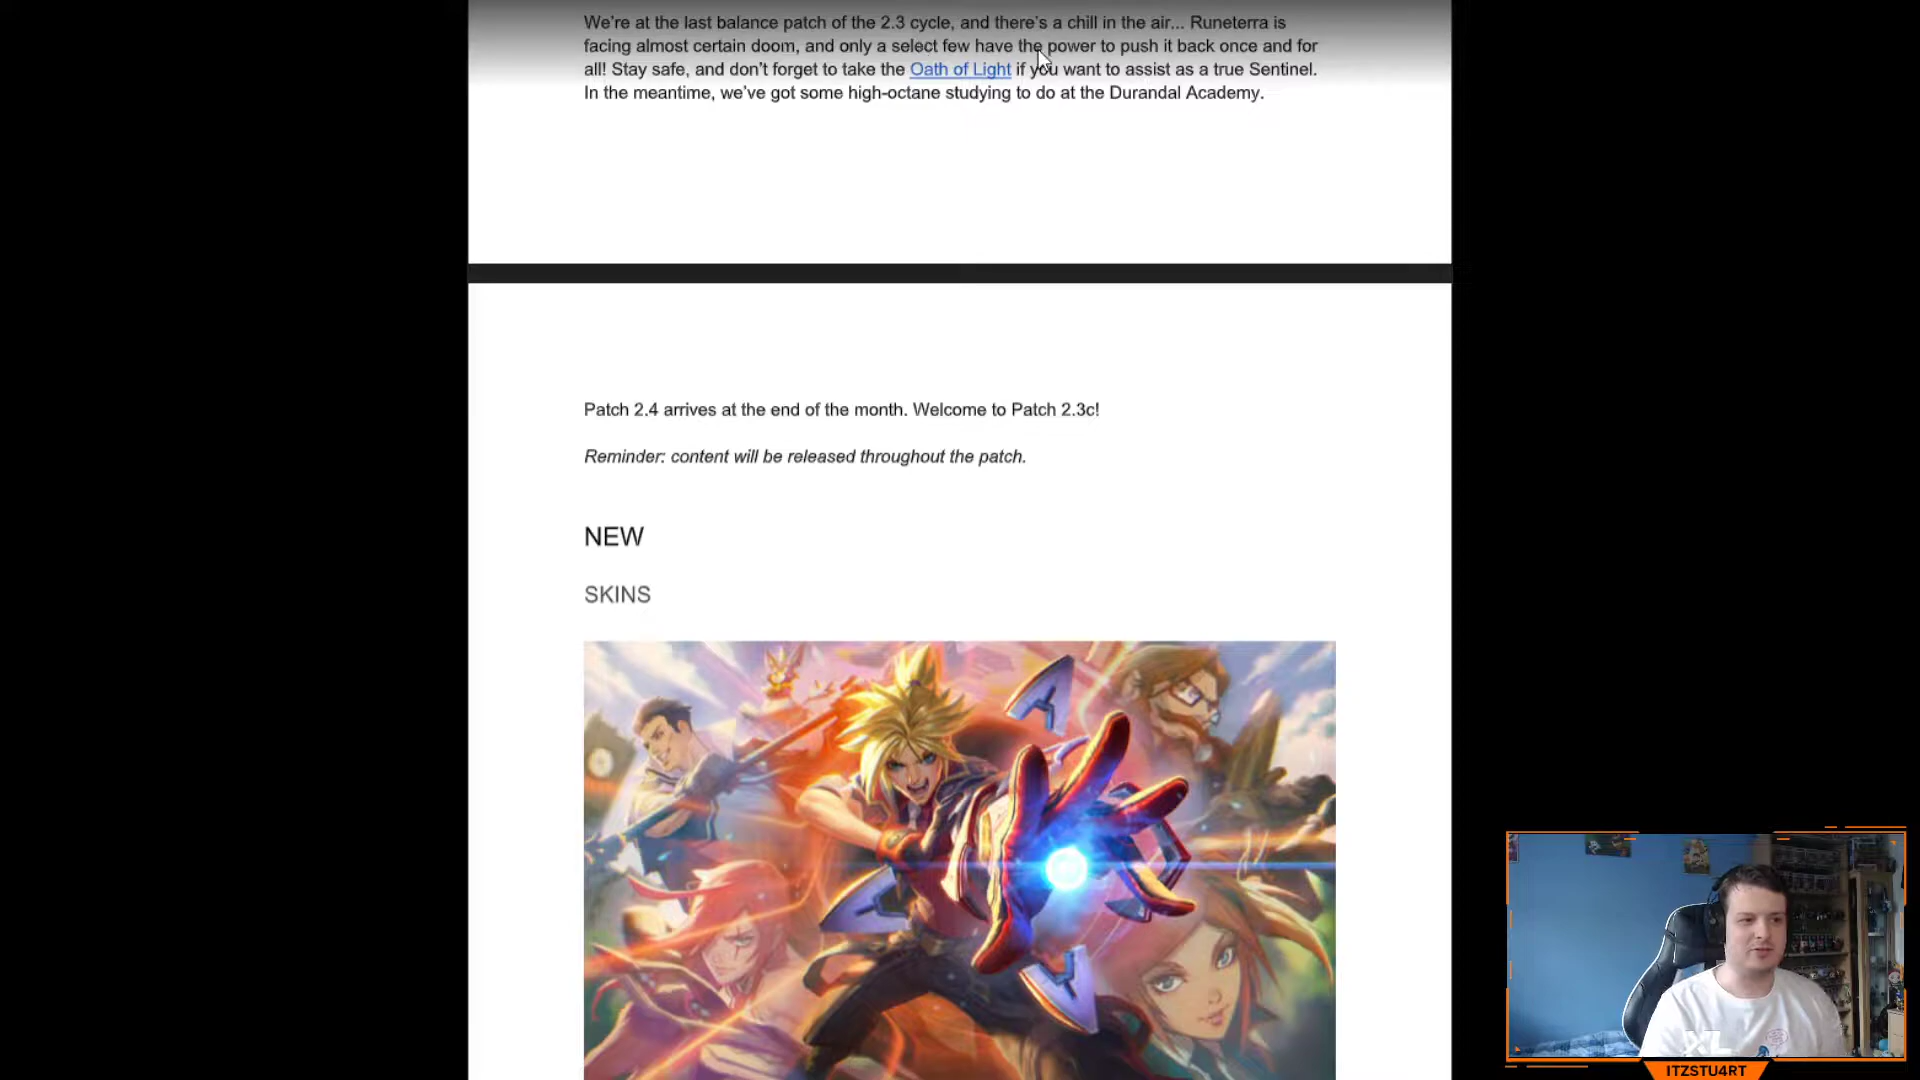 We're at the last balance patch of the 2.3 cycle, and there's a chill in the air... Runeterra is
facing almost certain doom, and only a select few have the power to push it back once and for
all! Stay safe, and don't forget to take the Oath of Light if you want to assist as a true Sentinel.
In the meantime, we've got some high-octane studying to do at the Durandal Academy.
Patch 2.4 arrives at the end of the month. Welcome to Patch 2.3c!
Reminder: content will be released throughout the patch.
NEW
SKINS
ITZSTU4RT